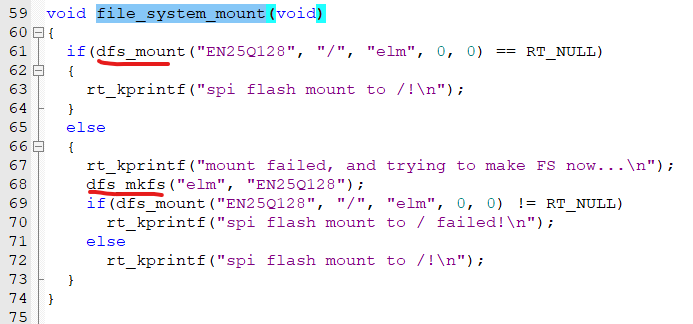 59 void file_system_mount(void)
60 {
61   if(dfs_mount("EN25Q128", "/", "elm", 0, 0) == RT_NULL)
62   {
63     rt_kprintf("spi flash mount to /!\n");
64   }
65   else
66   {
67     rt_kprintf("mount failed, and trying to make FS now...\n");
68     dfs_mkfs("elm", "EN25Q128");
69     if(dfs_mount("EN25Q128", "/", "elm", 0, 0) != RT_NULL)
70       rt_kprintf("spi flash mount to / failed!\n");
71     else
72       rt_kprintf("spi flash mount to /!\n");
73   }
74 }
75